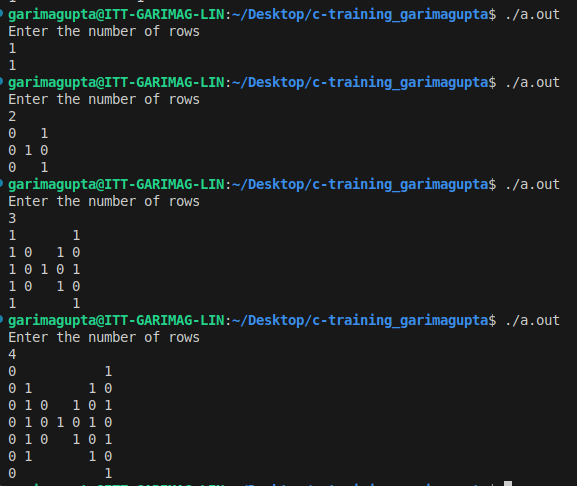 garimagupta@ITT-GARIMAG-LIN:~/Desktop/c-training_garimagupta$ ./a.out
Enter the number of rows
1
1
garimagupta@ITT-GARIMAG-LIN:~/Desktop/c-training_garimagupta$ ./a.out
Enter the number of rows
2
0   1
0 1 0
0   1
garimagupta@ITT-GARIMAG-LIN:~/Desktop/c-training_garimagupta$ ./a.out
Enter the number of rows
3
1       1
1 0   1 0
1 0 1 0 1
1 0   1 0
1       1
garimagupta@ITT-GARIMAG-LIN:~/Desktop/c-training_garimagupta$ ./a.out
Enter the number of rows
4
0           1
0 1       1 0
0 1 0   1 0 1
0 1 0 1 0 1 0
0 1 0   1 0 1
0 1       1 0
0           1